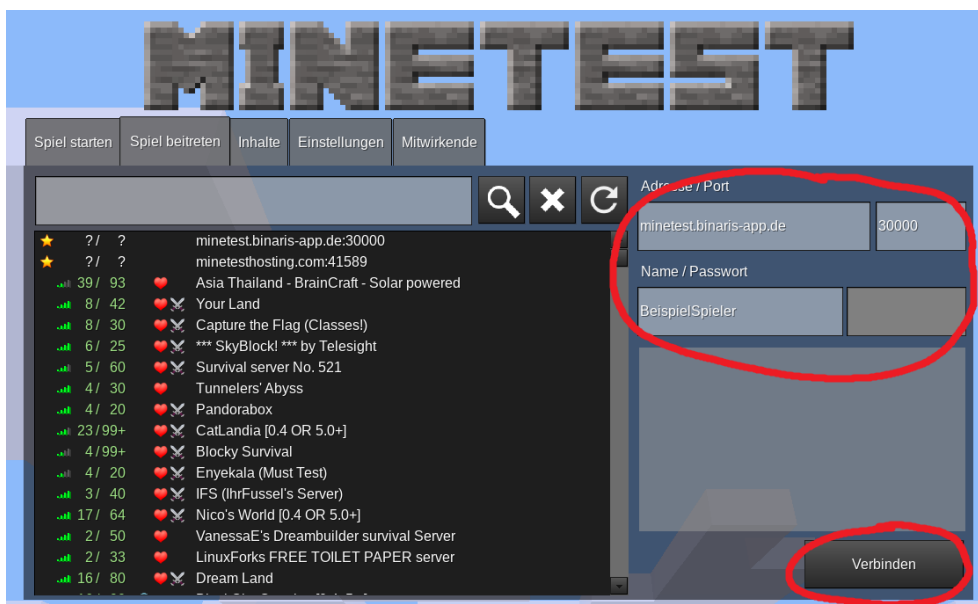 MINETEST
Spiel starten Spiel beitreten Inhalte Einstellungen Mitwirkende
Adresse / Port
minetest.binaris-app.de 30000
Name / Passwort
BeispielSpieler
? / ? minetest.binaris-app.de:30000
? / ? minetesthosting.com:41589
39 / 93 Asia Thailand - BrainCraft - Solar powered
8 / 42 Your Land
8 / 30 Capture the Flag (Classes!)
6 / 25 *** SkyBlock! *** by Telesight
5 / 60 Survival server No. 521
4 / 30 Tunnelers' Abyss
4 / 20 Pandorabox
23 / 99+ CatLandia [0.4 OR 5.0+]
4 / 99+ Blocky Survival
4 / 20 Enyekala (Must Test)
3 / 40 IFS (IhrFussel's Server)
17 / 64 Nico's World [0.4 OR 5.0+]
2 / 50 VanessaE's Dreambuilder survival Server
2 / 33 LinuxForks FREE TOILET PAPER server
16 / 80 Dream Land
Verbinden